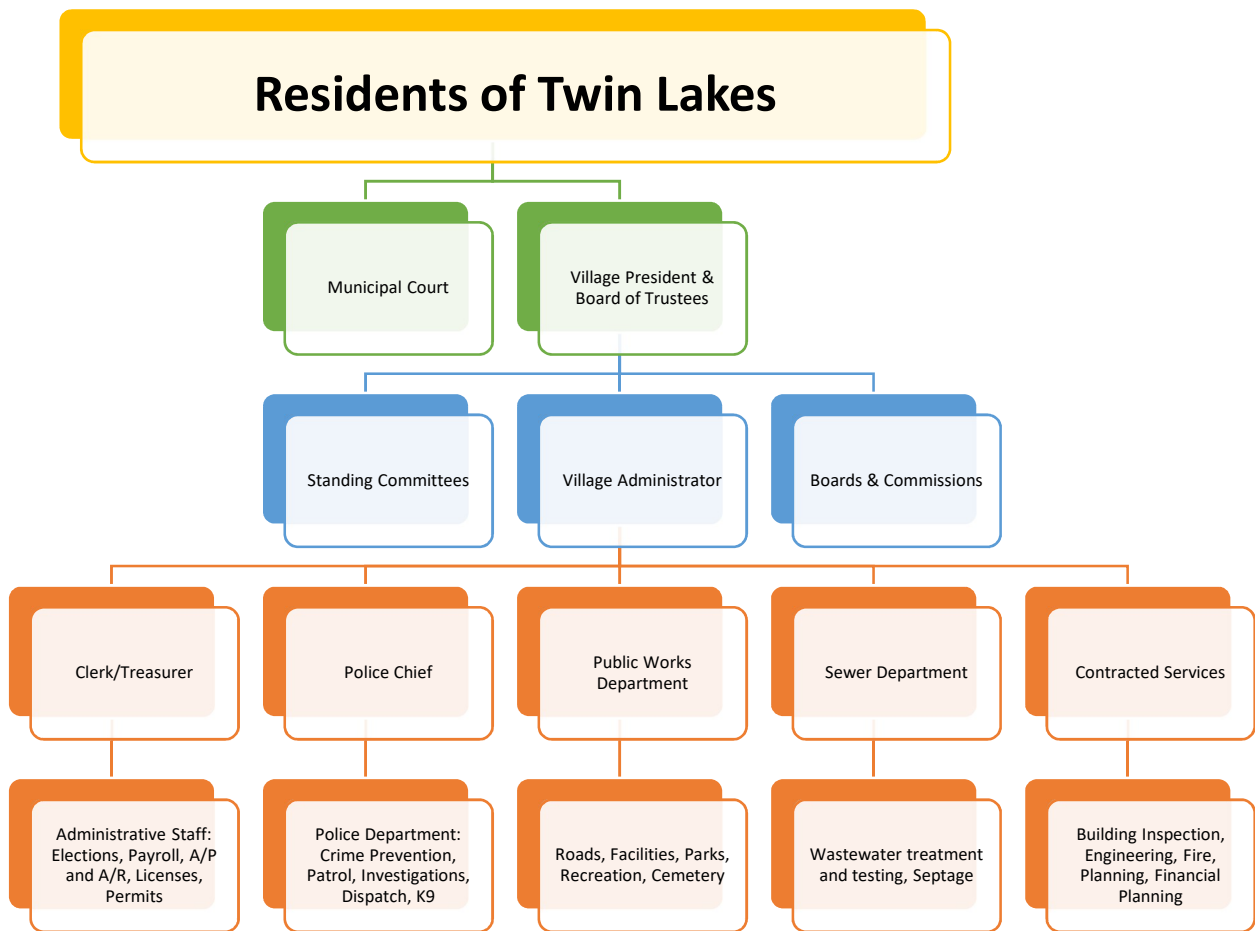 Residents of Twin Lakes
Municipal Court
Village President &
Board of Trustees
Standing Committees
Village Administrator
Boards & Commissions
Clerk/Treasurer
Police Chief
Public Works
Department
Sewer Department
Contracted Services
Administrative Staff:
Elections, Payroll, A/P
and A/R, Licenses,
Permits
Police Department:
Crime Prevention,
Patrol, Investigations,
Dispatch, K9
Roads, Facilities, Parks,
Recreation, Cemetery
Wastewater treatment
and testing, Septage
Building Inspection,
Engineering, Fire,
Planning, Financial
Planning